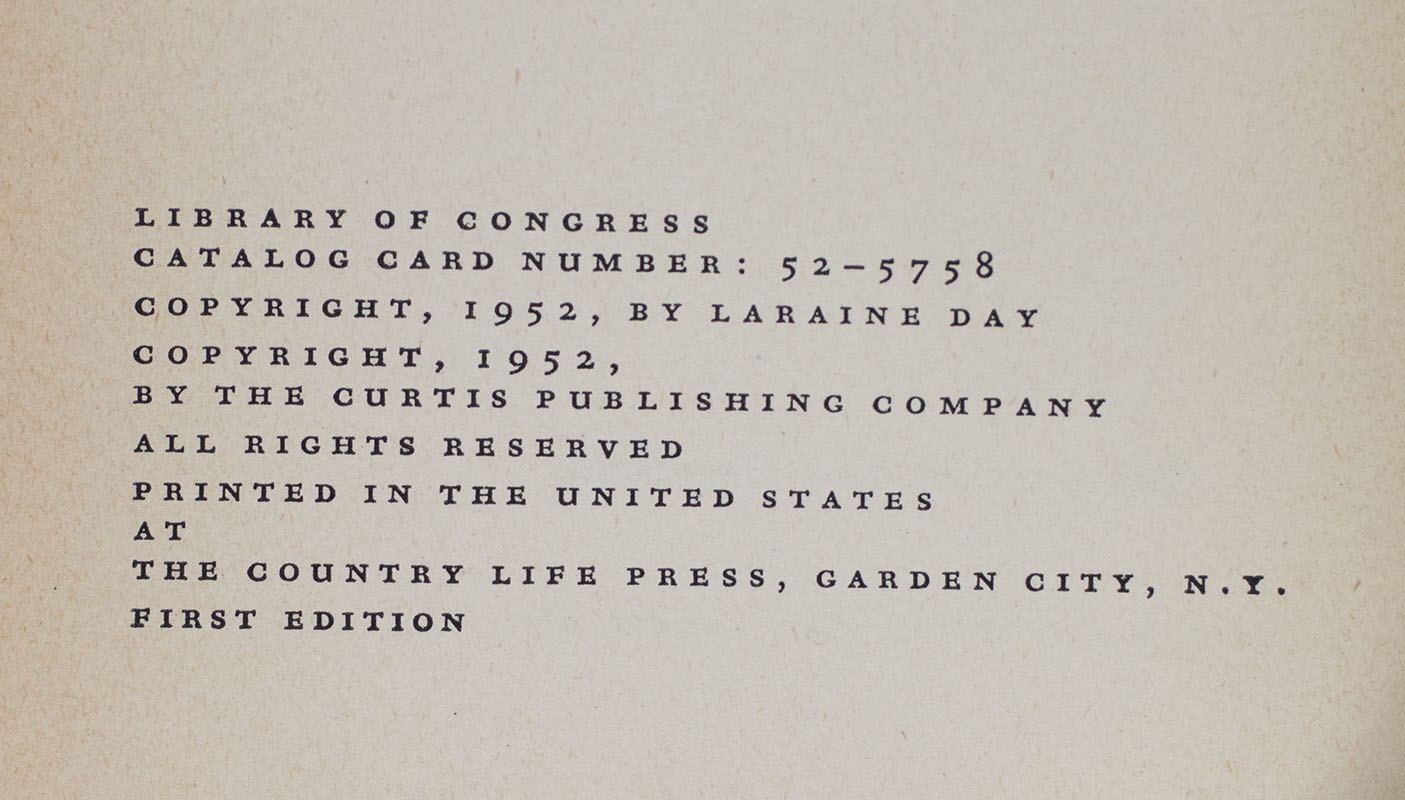 LIBRARY OF CONGRESS
CATALOG CARD NUMBER: 52–5758
COPYRIGHT, 1952, BY LARAINE DAY
COPYRIGHT, 1952,
BY THE CURTIS PUBLISHING COMPANY
ALL RIGHTS RESERVED
PRINTED IN THE UNITED STATES
AT
THE COUNTRY LIFE PRESS, GARDEN CITY, N.Y.
FIRST EDITION